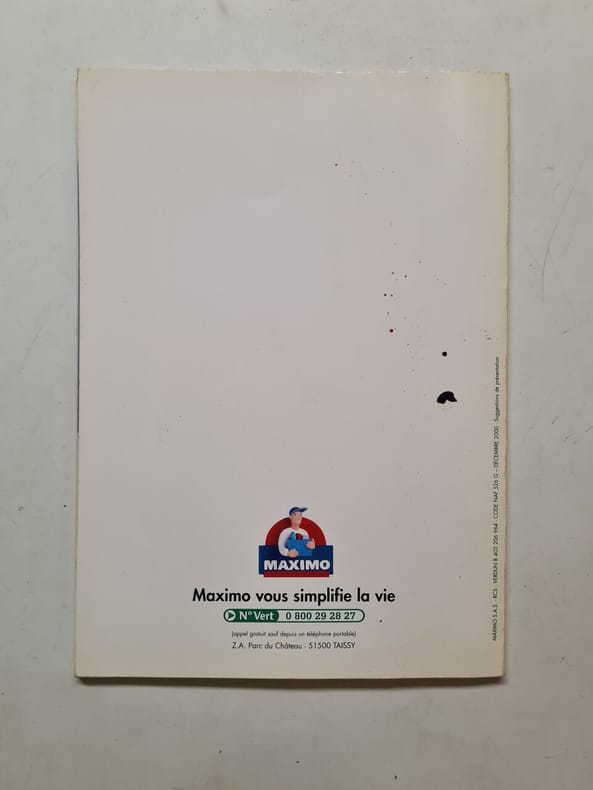 MAXIMO
Maximo vous simplifie la vie
N° Vert 0 800 29 28 27
(appel gratuit sauf depuis un téléphone portable)
Z.A. Parc du Château - 51500 TAISSY
MAXIMO S.A.S. - RCS : VERDUN B 403 206 964 - CODE NAF 526 G - DÉCEMBRE 2000 - Suggestions de présentation